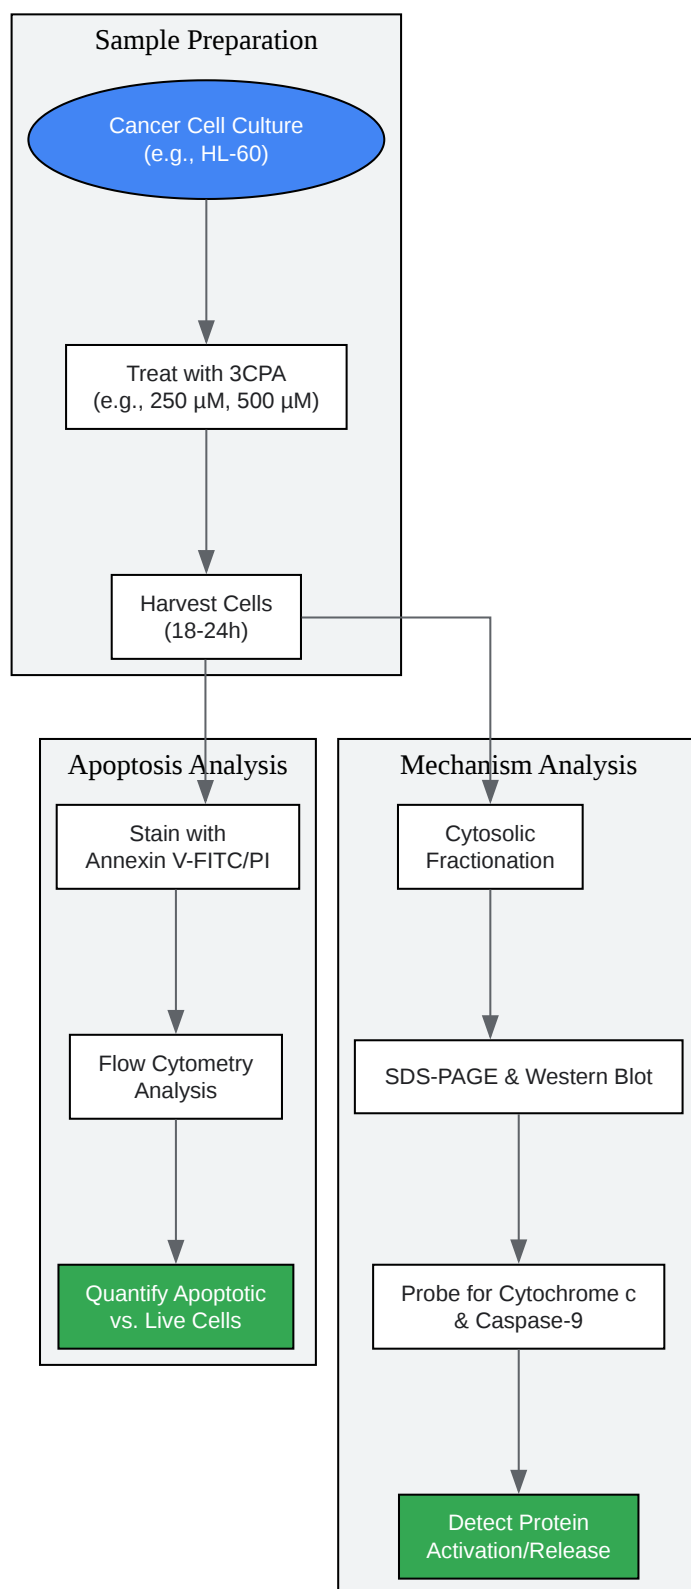 Sample Preparation
Cancer Cell Culture
(e.g., HL-60)
Treat with 3CPA
(e.g., 250 µM, 500 µM)
Harvest Cells
(18-24h)
Apoptosis Analysis
Stain with
Annexin V-FITC/PI
Flow Cytometry
Analysis
Quantify Apoptotic
vs. Live Cells
Mechanism Analysis
Cytosolic
Fractionation
SDS-PAGE & Western Blot
Probe for Cytochrome c
& Caspase-9
Detect Protein
Activation/Release